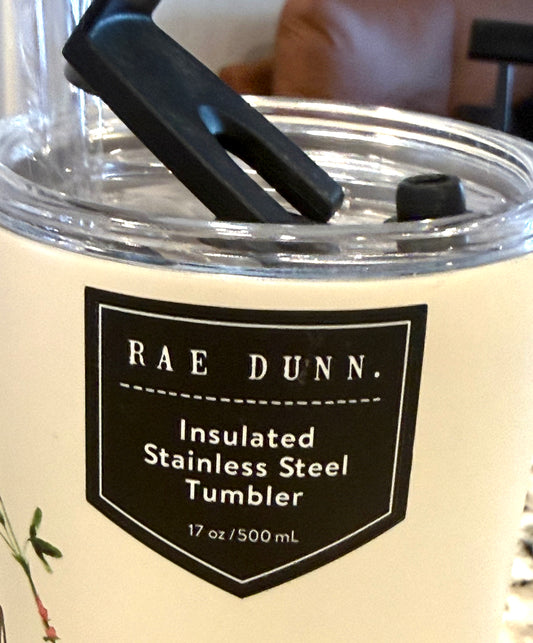 RAE DUNN.
Insulated
Stainless Steel
Tumbler
17 oz / 500 mL